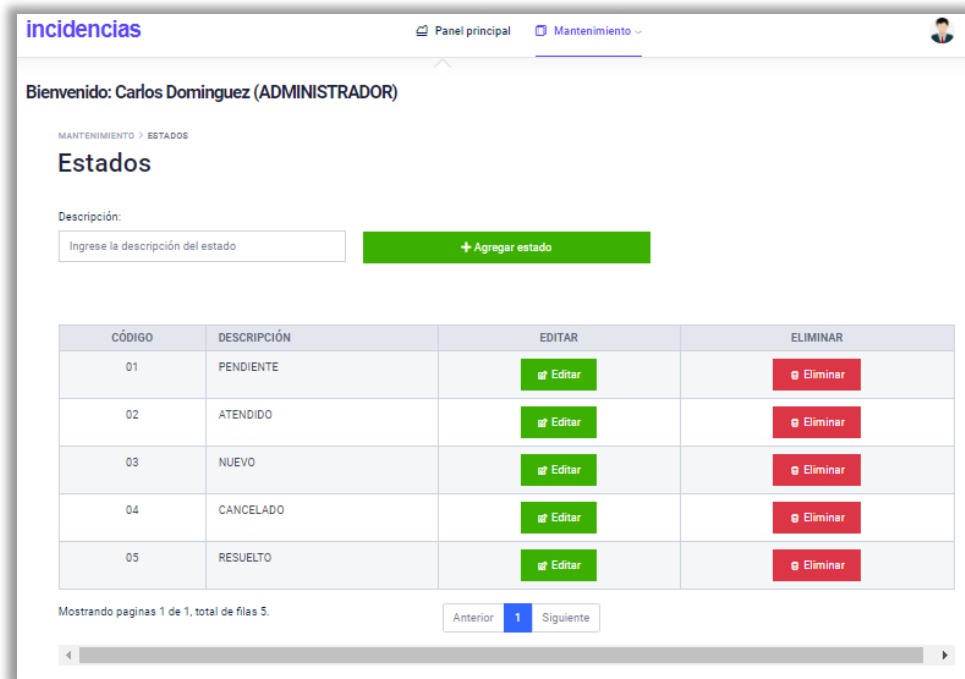 incidencias
Panel principal Mantenimiento
Bienvenido: Carlos Dominguez (ADMINISTRADOR)
MANTENIMIENTO > ESTADOS
Estados
Descripción:
Ingrese la descripción del estado + Agregar estado
CÓDIGO DESCRIPCIÓN EDITAR ELIMINAR
01 PENDIENTE Editar Eliminar
02 ATENDIDO Editar Eliminar
03 NUEVO Editar Eliminar
04 CANCELADO Editar Eliminar
05 RESUELTO Editar Eliminar
Mostrando paginas 1 de 1, total de filas 5. Anterior 1 Siguiente